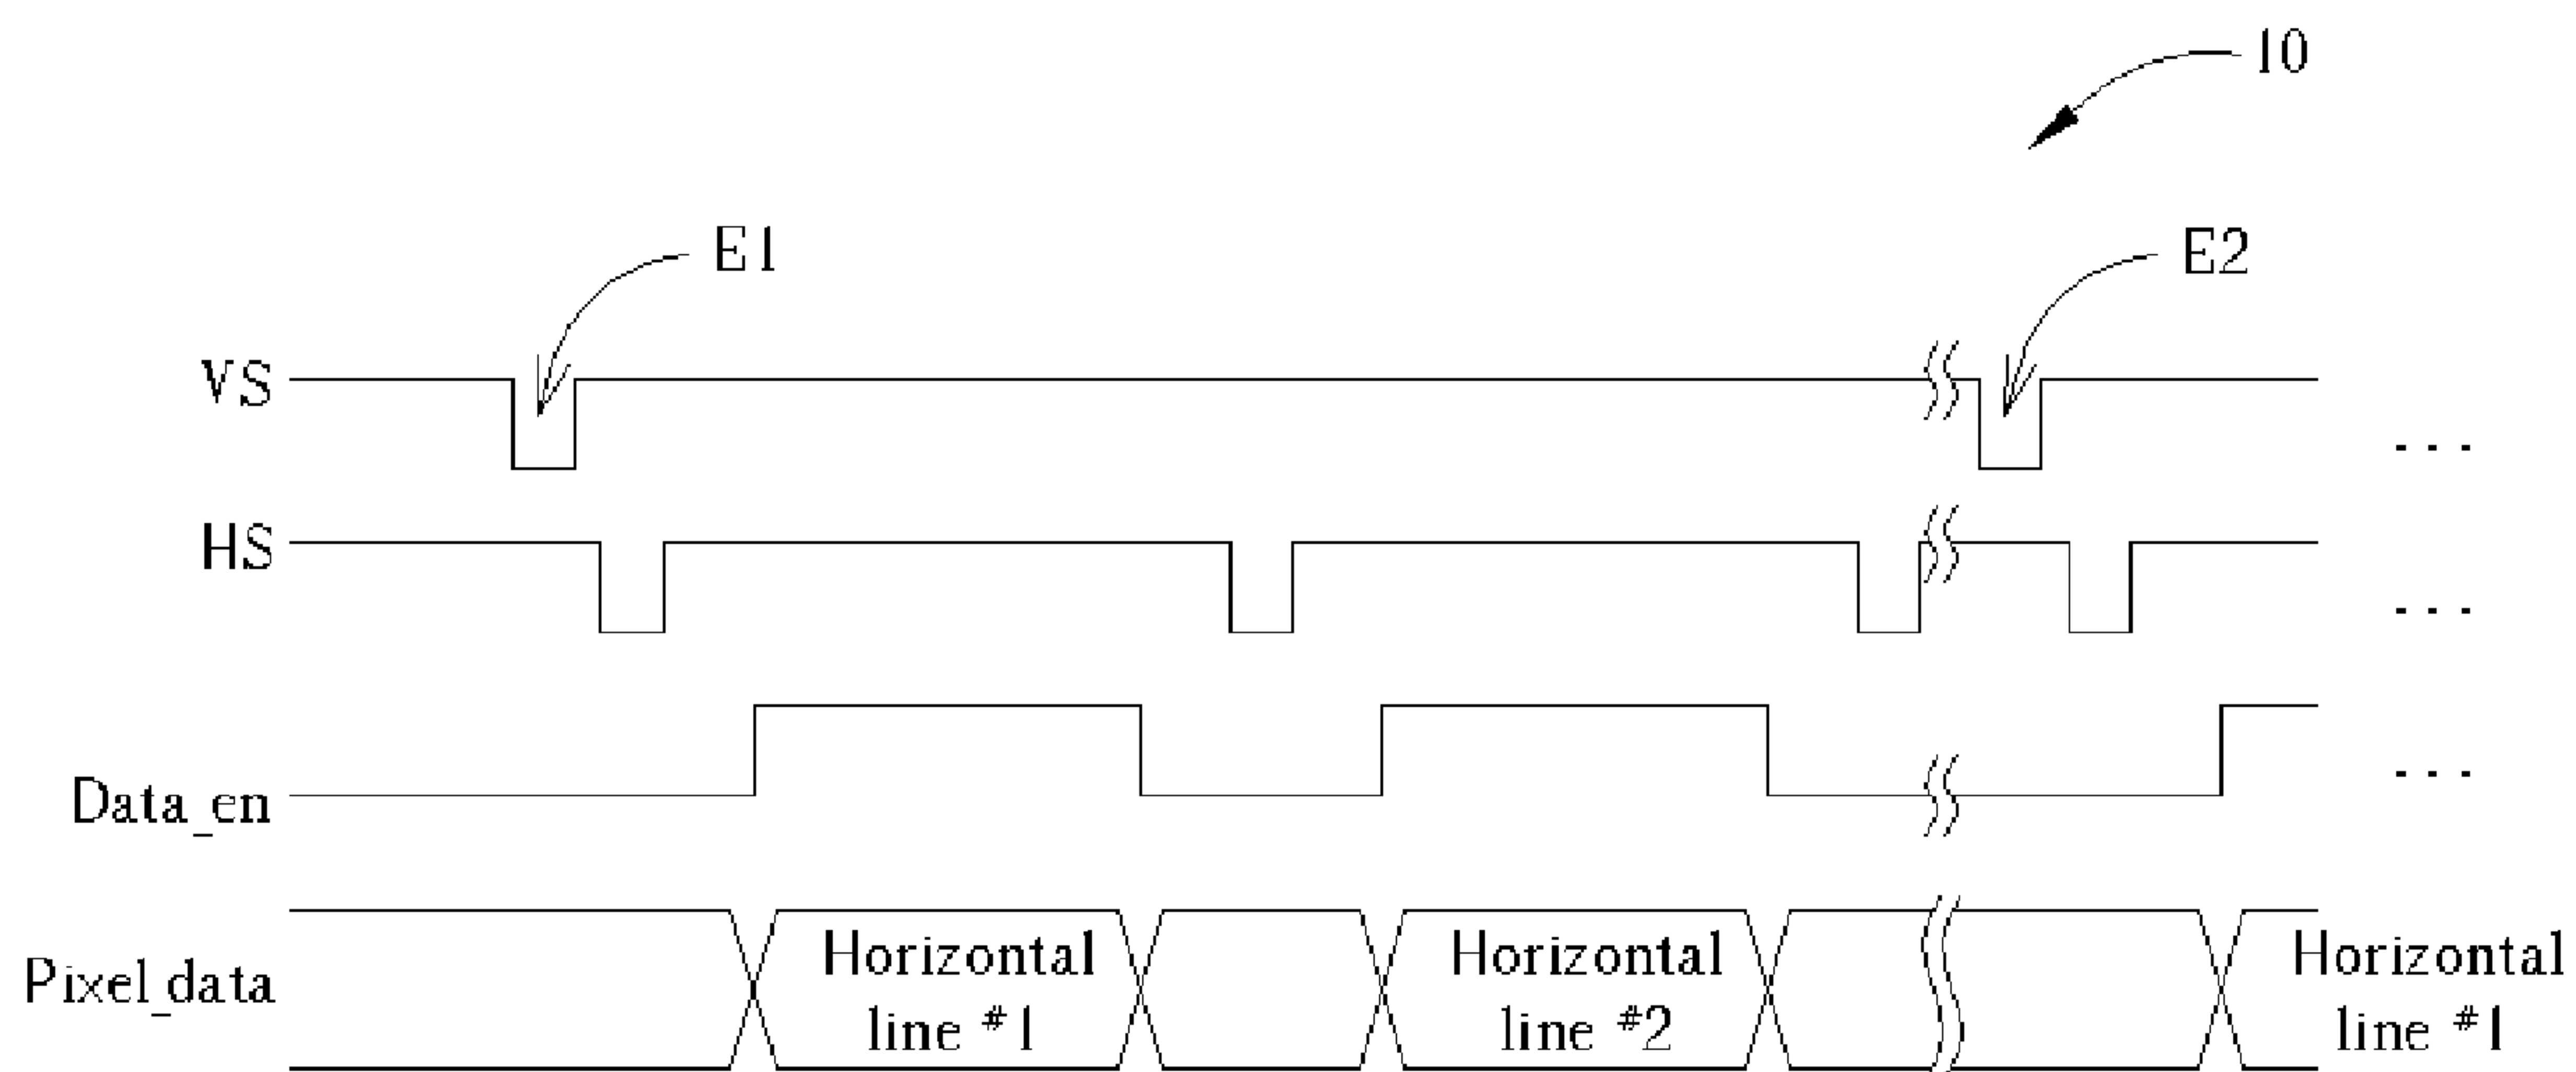 10
E1
E2
VS
...
HS
...
Data_en
...
Pixel_data
Horizontal
line #1
Horizontal
line #2
Horizontal
line #1